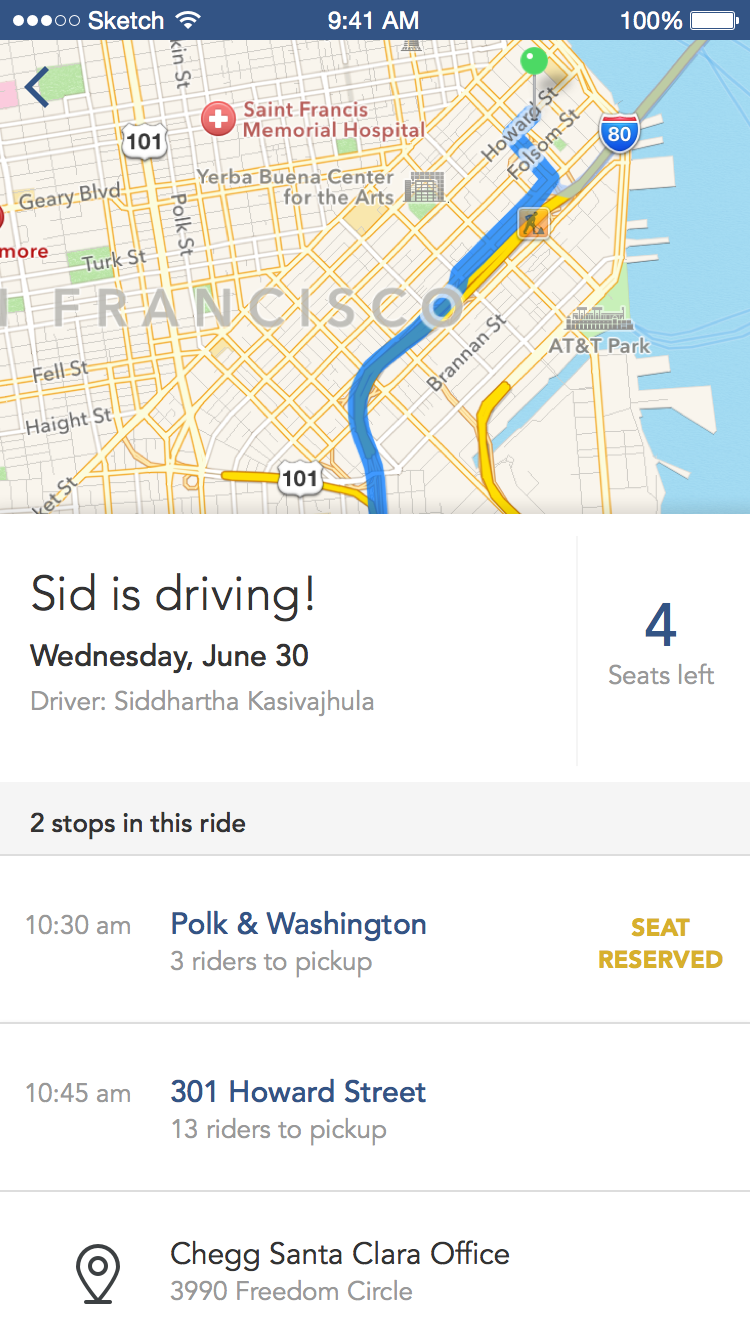 Sketch 9:41 AM 100%
kin St
Saint Francis
Memorial Hospital
101
Howard St
Folsom St
80
Yerba Buena Center
for the Arts
Geary Blvd
Polk St
more
Turk St
FRANCISCO
Brannan St
AT&T Park
Fell St
Haight St
101
ket St
Sid is driving!
Wednesday, June 30
Driver: Siddhartha Kasivajhula
4
Seats left
2 stops in this ride
10:30 am
Polk & Washington
3 riders to pickup
SEAT
RESERVED
10:45 am
301 Howard Street
13 riders to pickup
Chegg Santa Clara Office
3990 Freedom Circle